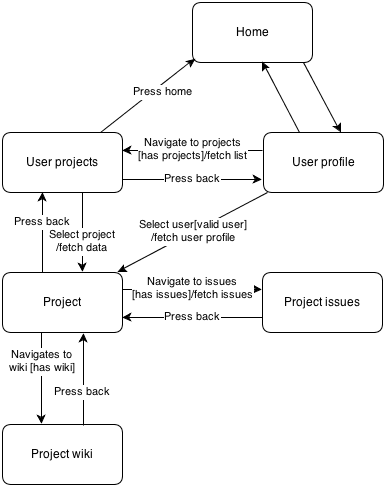 Home
Press home
User projects
Navigate to projects
[has projects]/fetch list
Press back
User profile
Press back
Select project
/fetch data
Select user[valid user]
/fetch user profile
Project
Navigate to issues
[has issues]/fetch issues
Press back
Project issues
Navigates to
wiki [has wiki]
Press back
Project wiki